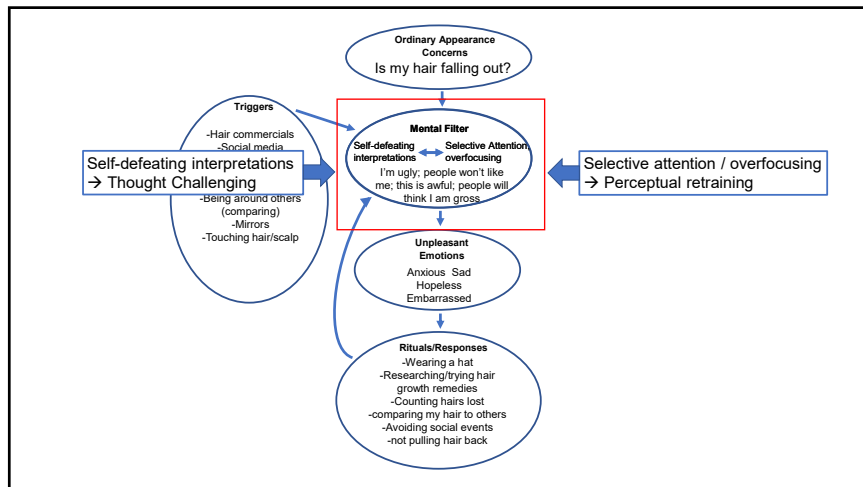 Ordinary Appearance
Concerns
Is my hair falling out?
Triggers
-Hair commercials
-Social media
Self-defeating interpretations
→ Thought Challenging
-Being around others
(comparing)
-Mirrors
-Touching hair/scalp
Mental Filter
Self-defeating
interpretations
Selective Attention
overfocusing
I'm ugly; people won't like
me; this is awful; people will
think I am gross
Selective attention / overfocusing
→ Perceptual retraining
Unpleasant
Emotions
Anxious Sad
Hopeless
Embarrassed
Rituals/Responses
-Wearing a hat
-Researching/trying hair
growth remedies
-Counting hairs lost
-comparing my hair to others
-Avoiding social events
-not pulling hair back